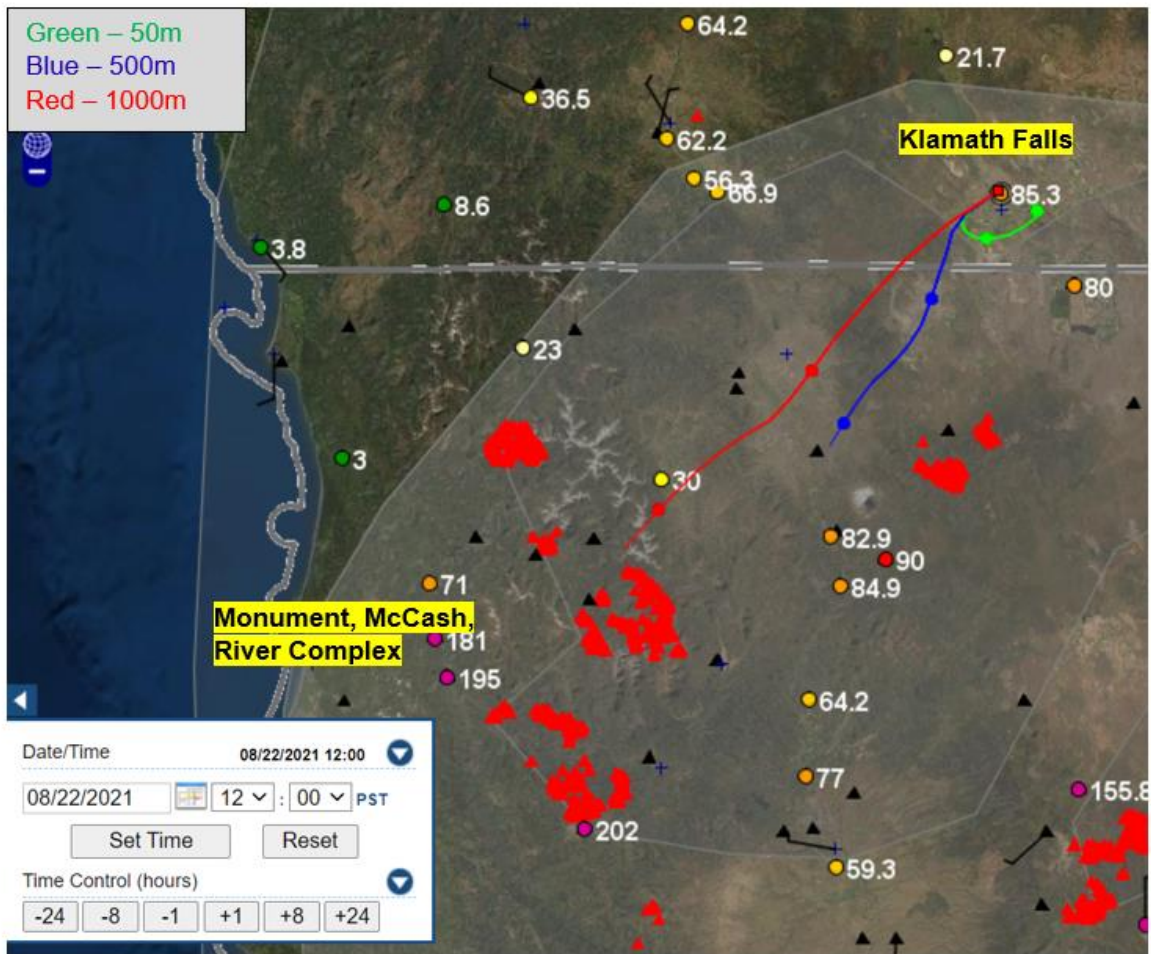 Green – 50m
Blue – 500m
Red – 1000m
64.2
21.7
36.5
62.2
Klamath Falls
56.3
66.9
85.3
8.6
3.8
80
23
3
30
82.9
90
71
84.9
Monument, McCash,
River Complex
181
195
64.2
77
155.8
202
59.3
Date/Time 08/22/2021 12:00
08/22/2021 12 : 00 PST
Set Time Reset
Time Control (hours)
-24 -8 -1 +1 +8 +24